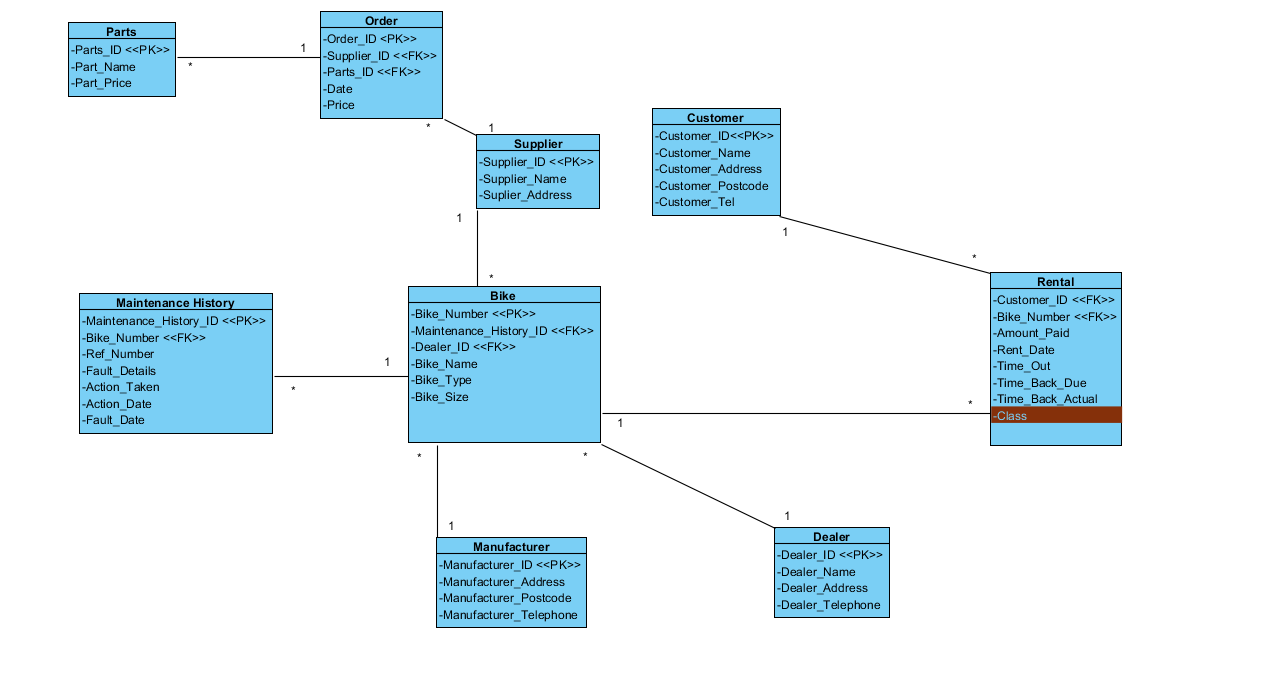 Parts
-Parts_ID <<PK>>
-Part_Name
-Part_Price
*
1
Order
-Order_ID <PK>>
-Supplier_ID <<FK>>
-Parts_ID <<FK>>
-Date
-Price
*
1
Supplier
-Supplier_ID <<PK>>
-Supplier_Name
-Suplier_Address
1
*
Customer
-Customer_ID<<PK>>
-Customer_Name
-Customer_Address
-Customer_Postcode
-Customer_Tel
1
*
Rental
-Customer_ID <<FK>>
-Bike_Number <<FK>>
-Amount_Paid
-Rent_Date
-Time_Out
-Time_Back_Due
-Time_Back_Actual
-Class
*
1
Maintenance History
-Maintenance_History_ID <<PK>>
-Bike_Number <<FK>>
-Ref_Number
-Fault_Details
-Action_Taken
-Action_Date
-Fault_Date
*
1
Bike
-Bike_Number <<PK>>
-Maintenance_History_ID <<FK>>
-Dealer_ID <<FK>>
-Bike_Name
-Bike_Type
-Bike_Size
*
*
1
1
Manufacturer
-Manufacturer_ID <<PK>>
-Manufacturer_Address
-Manufacturer_Postcode
-Manufacturer_Telephone
Dealer
-Dealer_ID <<PK>>
-Dealer_Name
-Dealer_Address
-Dealer_Telephone